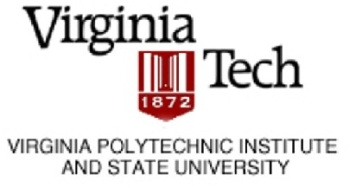 Virginia
Tech
1872
VIRGINIA POLYTECHNIC INSTITUTE
AND STATE UNIVERSITY